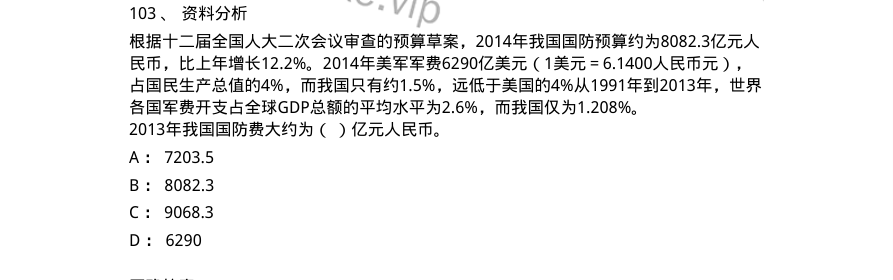 .vip
103 、 资料分析
根据十二届全国人大二次会议审查的预算草案，2014年我国国防预算约为8082.3亿元人
民币，比上年增长12.2%。2014年美军军费6290亿美元（1美元＝6.1400人民币元），
占国民生产总值的4%，而我国只有约1.5%，远低于美国的4%从1991年到2013年，世界
各国军费开支占全球GDP总额的平均水平为2.6%，而我国仅为1.208%。
2013年我国国防费大约为（ ）亿元人民币。
A： 7203.5
B： 8082.3
C： 9068.3
D： 6290